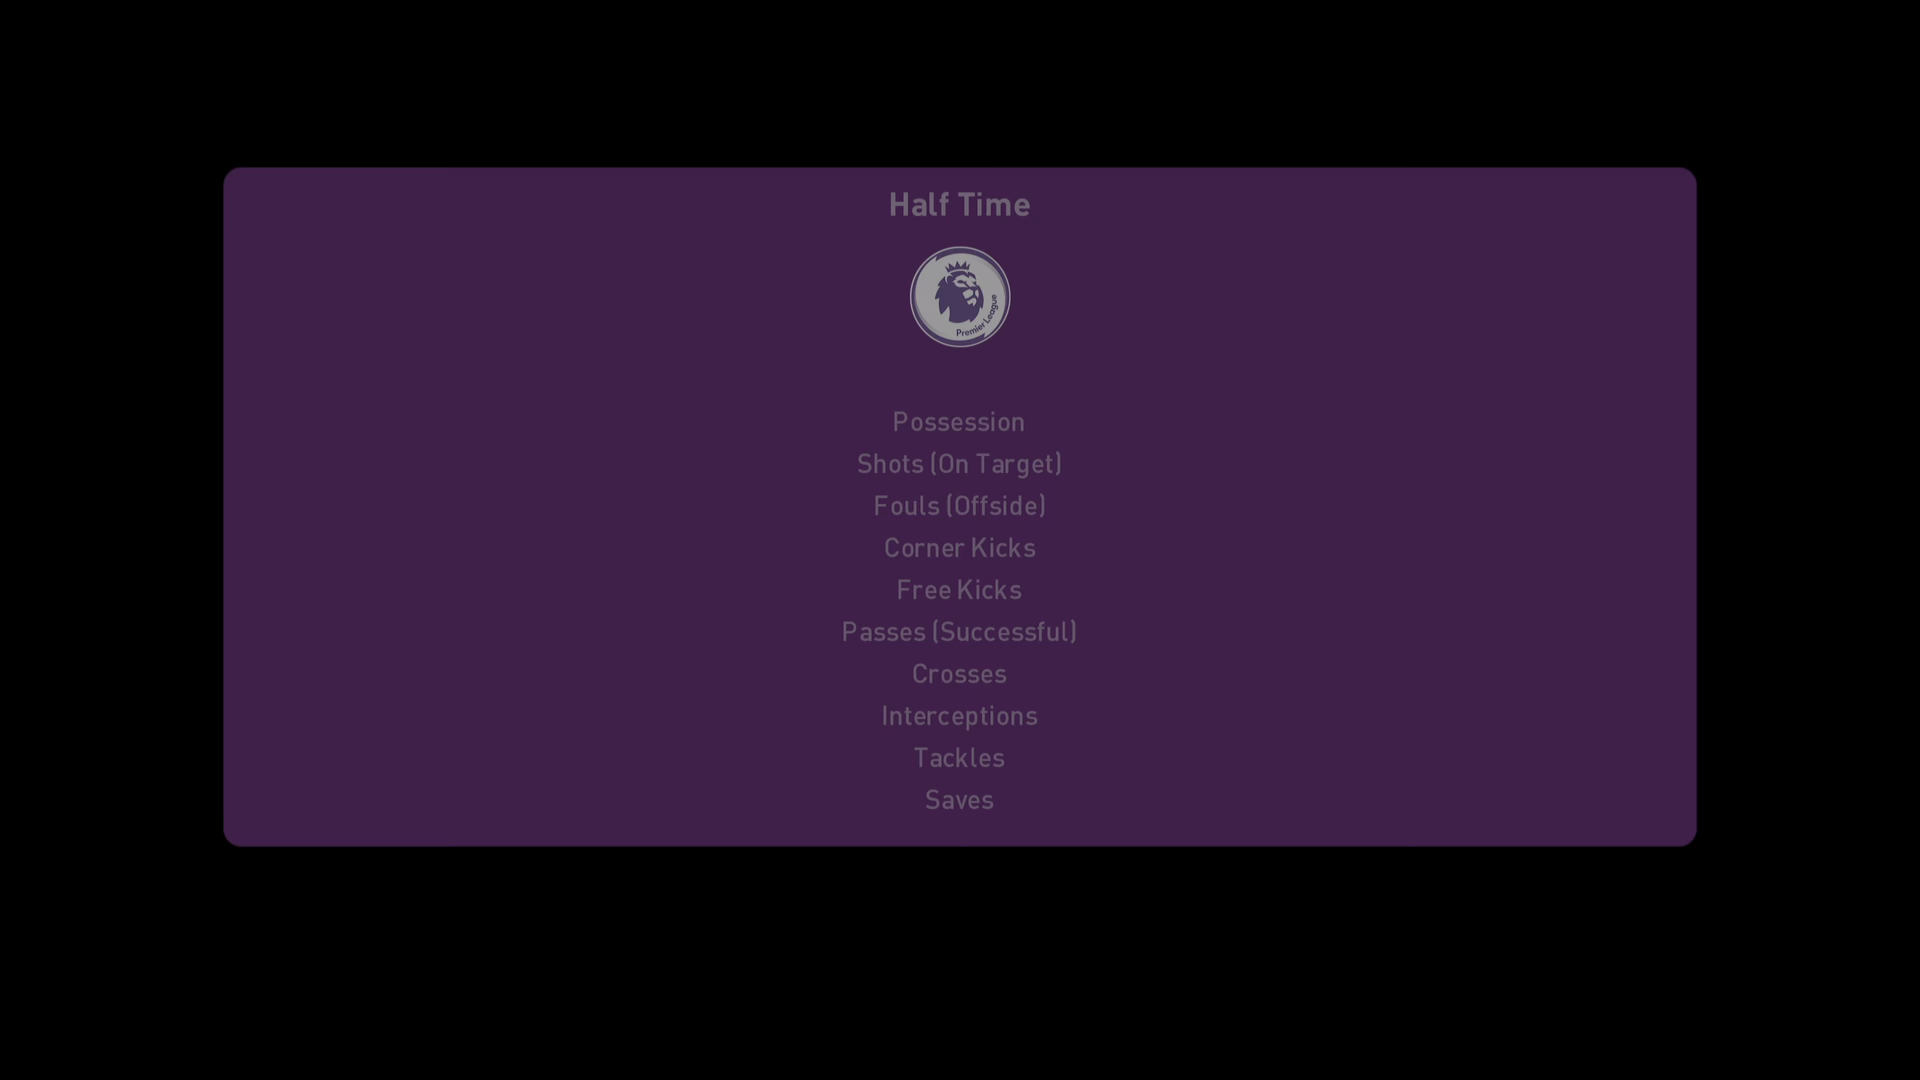 Half Time
Premier League
Possession
Shots (On Target)
Fouls (Offside)
Corner Kicks
Free Kicks
Passes (Successful)
Crosses
Interceptions
Tackles
Saves